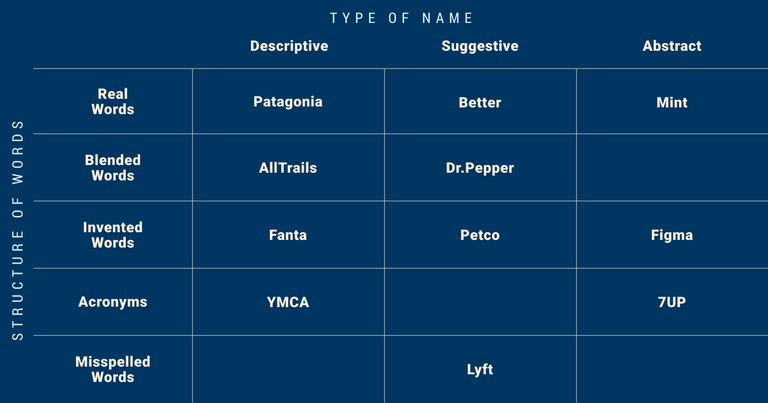 TYPE OF NAME
Descriptive Suggestive Abstract
STRUCTURE OF WORDS
Real
Words
Patagonia Better Mint
Blended
Words
AllTrails Dr.Pepper
Invented
Words
Fanta Petco Figma
Acronyms YMCA 7UP
Misspelled
Words
Lyft